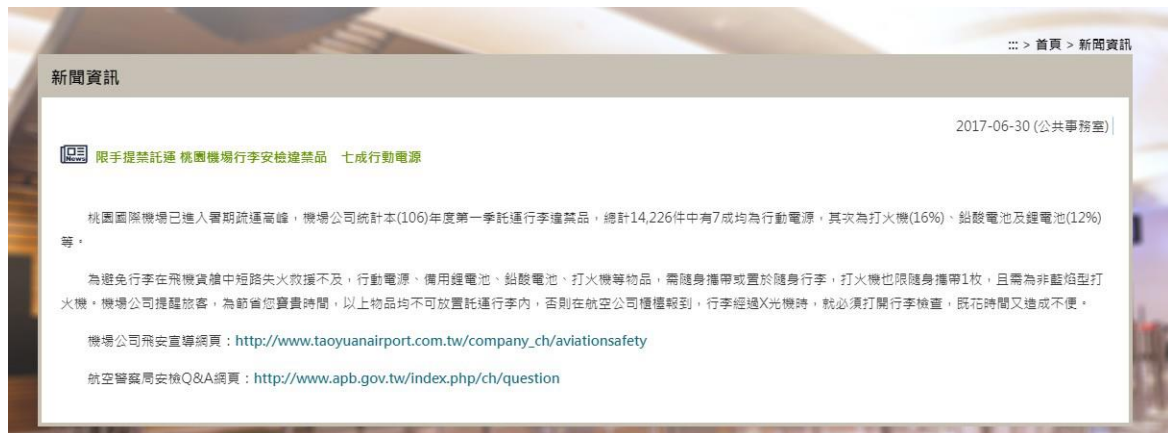 ::: > 首頁 > 新聞資訊
新聞資訊
2017-06-30 (公共事務室)
News 限手提禁託運 桃園機場行李安檢違禁品 七成行動電源
桃園國際機場已進入暑期疏運高峰，機場公司統計本(106)年度第一季託運行李違禁品，總計14,226件中有7成均為行動電源，其次為打火機(16%)、鉛酸電池及鋰電池(12%)
等。
為避免行李在飛機貨艙中短路失火救援不及，行動電源、備用鋰電池、鉛酸電池、打火機等物品，需隨身攜帶或置於隨身行李，打火機也限隨身攜帶1枚，且需為非藍焰型打
火機。機場公司提醒旅客，為節省您寶貴時間，以上物品均不可放置託運行李內，否則在航空公司櫃檯報到，行李經過X光機時，就必須打開行李檢查，既花時間又造成不便。
機場公司飛安宣導網頁：http://www.taoyuanairport.com.tw/company_ch/aviationsafety
航空警察局安檢Q&A網頁：http://www.apb.gov.tw/index.php/ch/question